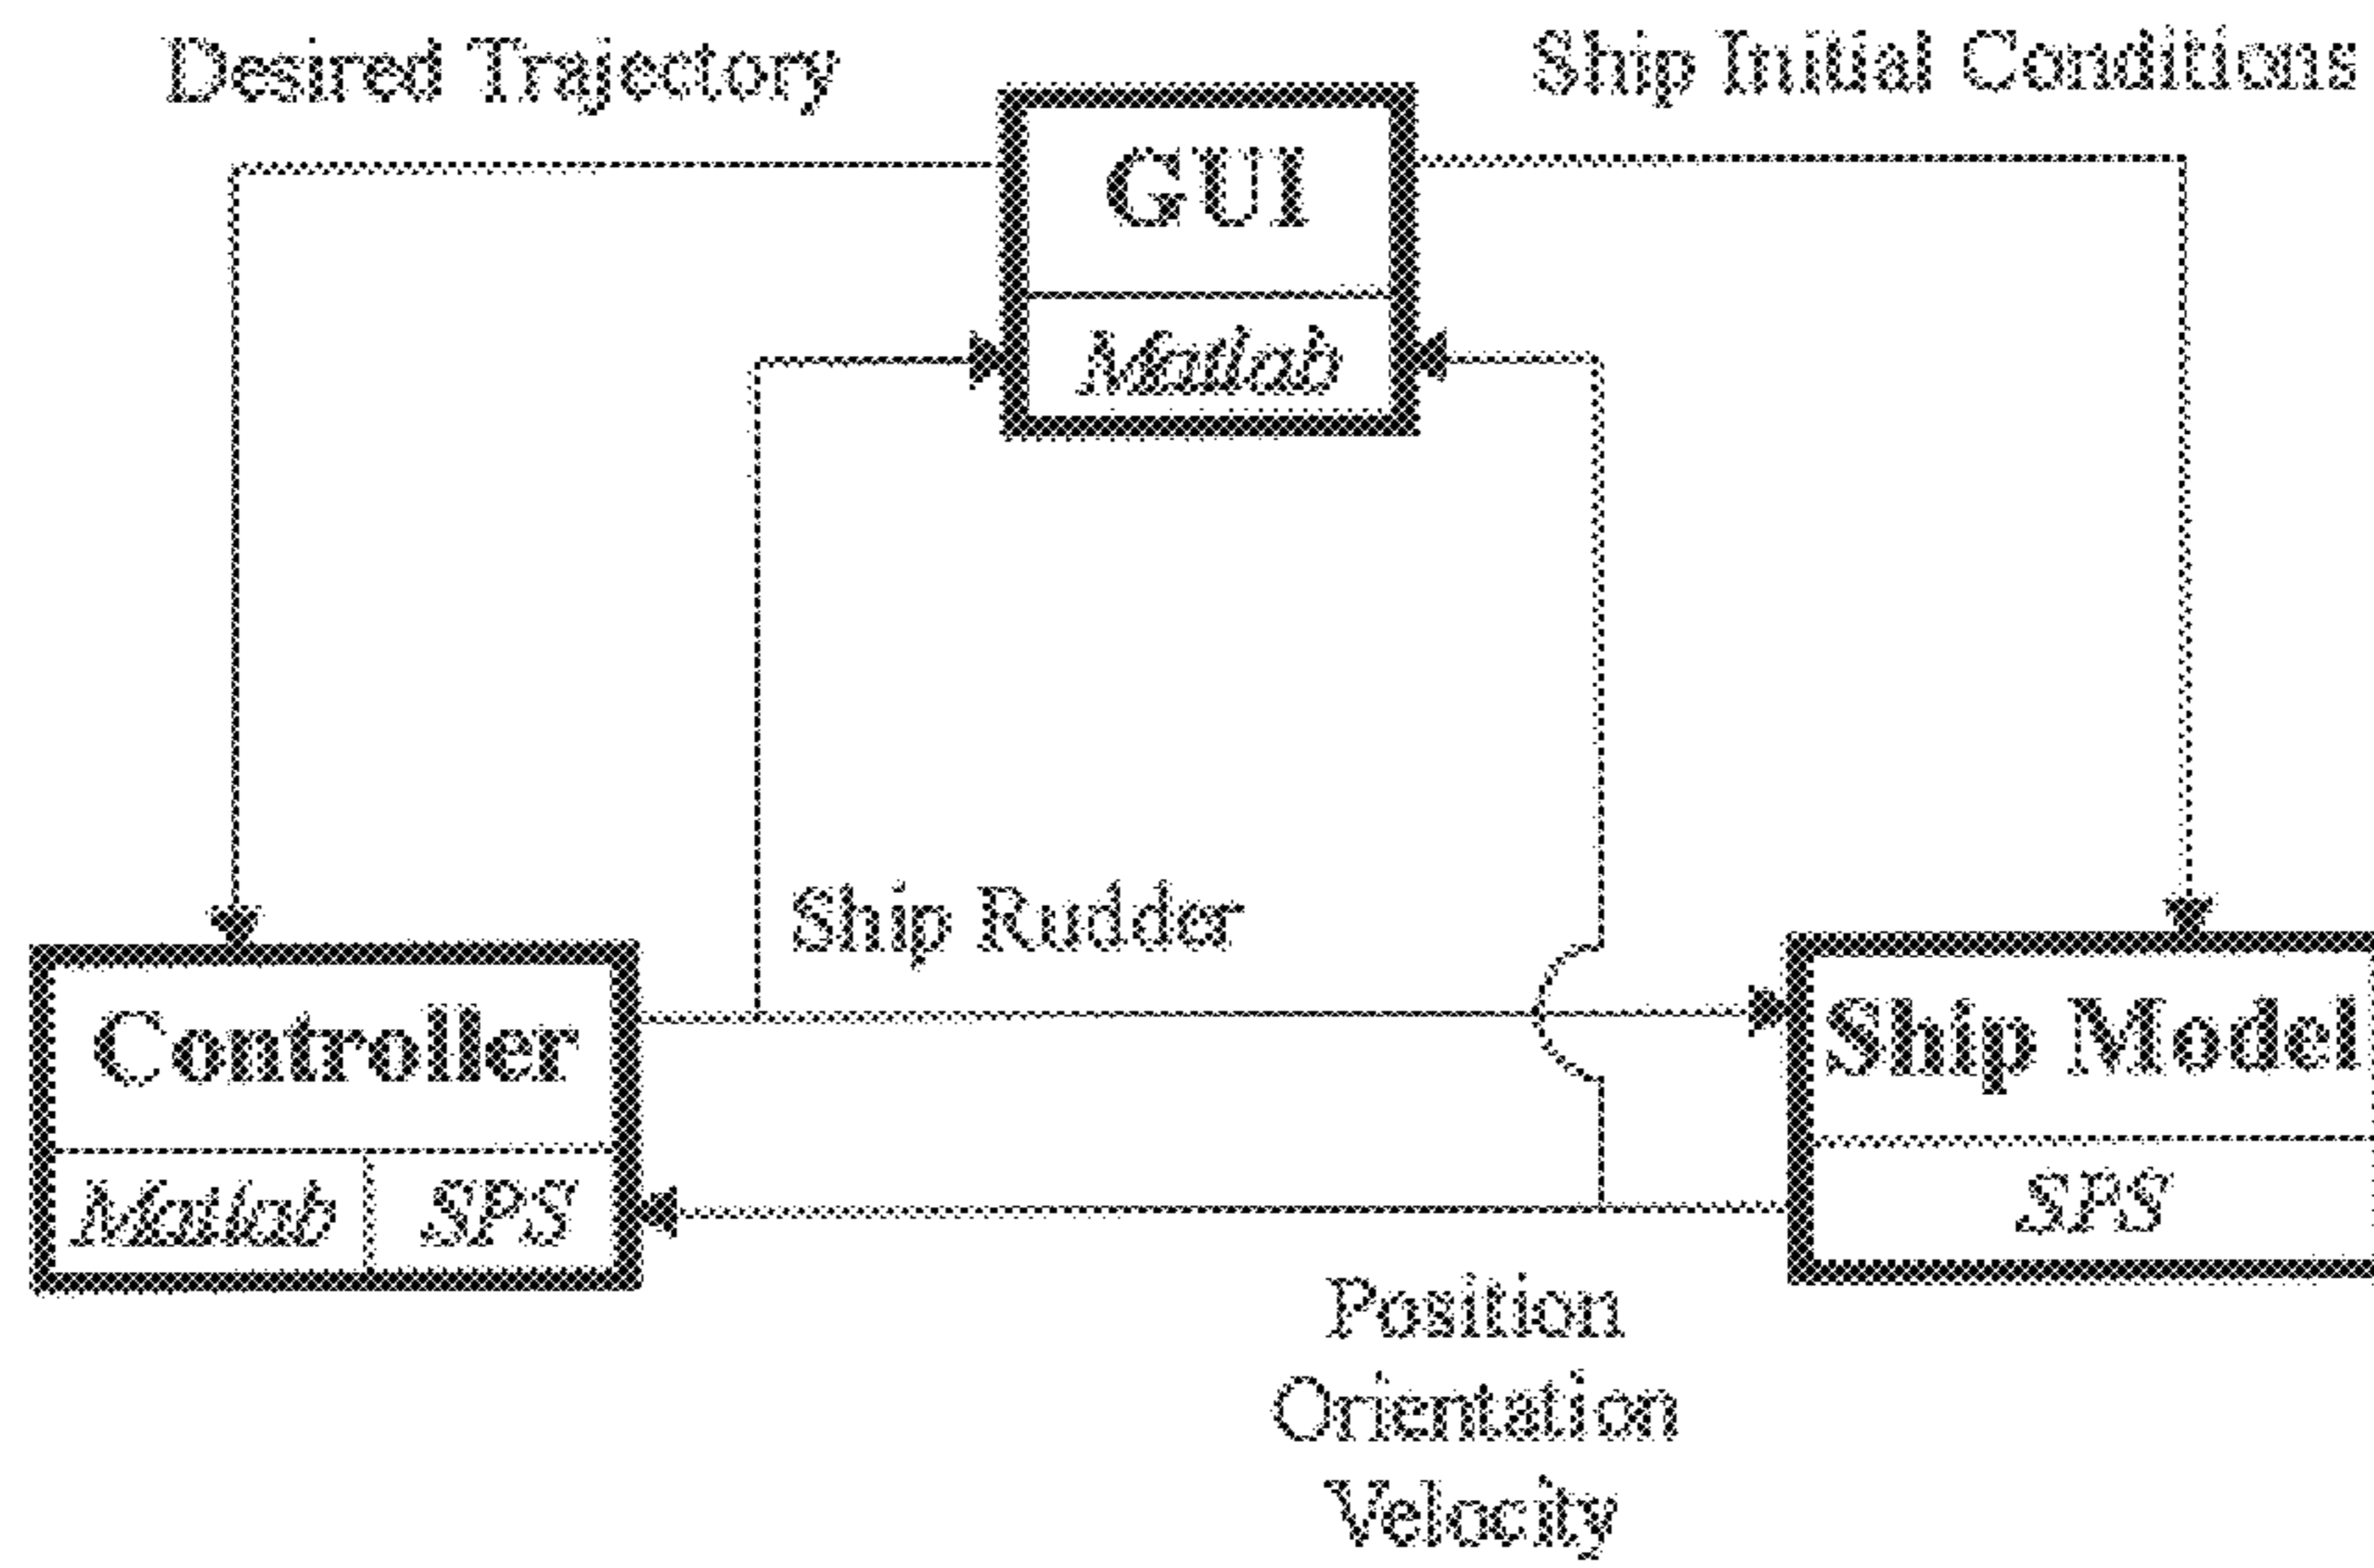 Desired Trajectory
Ship Initial Conditions
GUI
Matlab
Ship Rudder
Controller
Ship Model
Matlab
SPS
SPS
Position
Orientation
Velocity